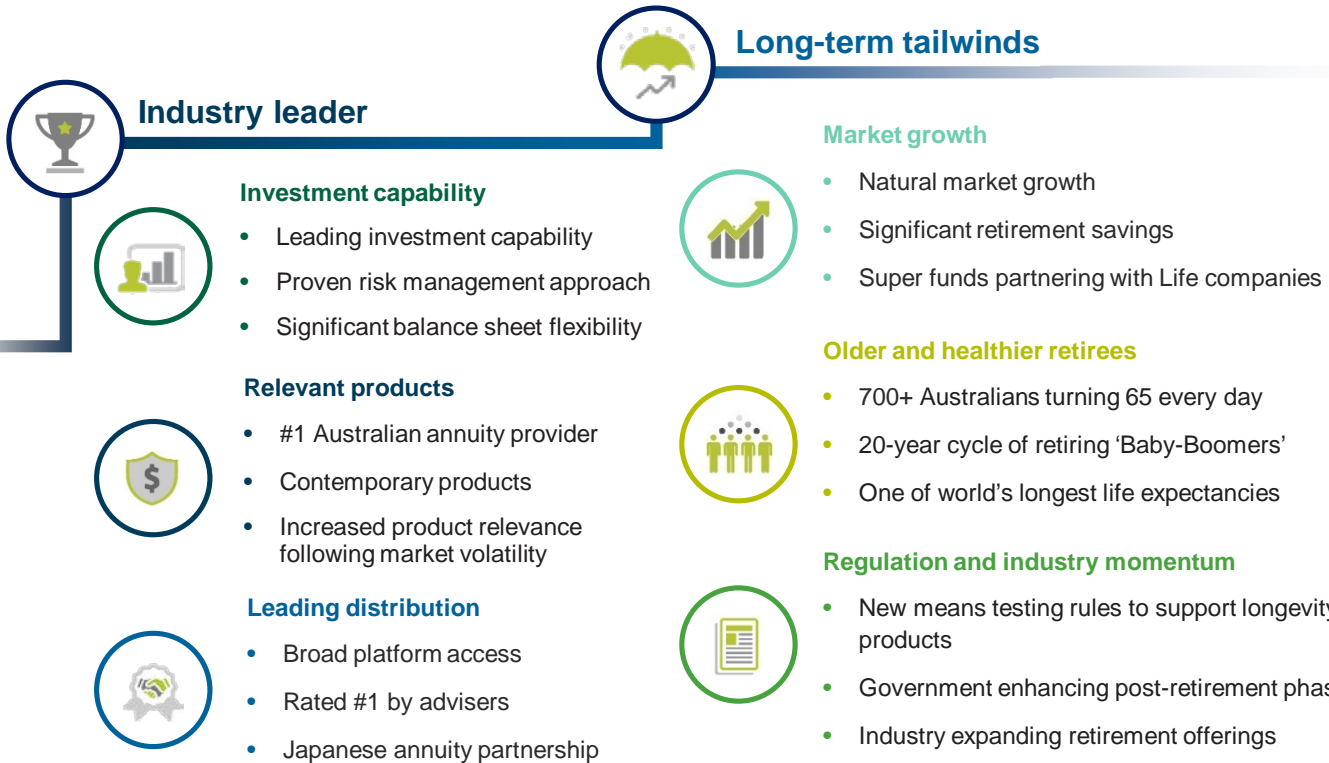 Industry leader
Investment capability
• Leading investment capability
• Proven risk management approach
• Significant balance sheet flexibility
Relevant products
• #1 Australian annuity provider
• Contemporary products
• Increased product relevance
following market volatility
Leading distribution
• Broad platform access
• Rated #1 by advisers
• Japanese annuity partnership
Long-term tailwinds
Market growth
• Natural market growth
• Significant retirement savings
• Super funds partnering with Life companies
Older and healthier retirees
• 700+ Australians turning 65 every day
• 20-year cycle of retiring ‘Baby-Boomers’
• One of world’s longest life expectancies
Regulation and industry momentum
• New means testing rules to support longevity
products
• Government enhancing post-retirement phas
• Industry expanding retirement offerings
$